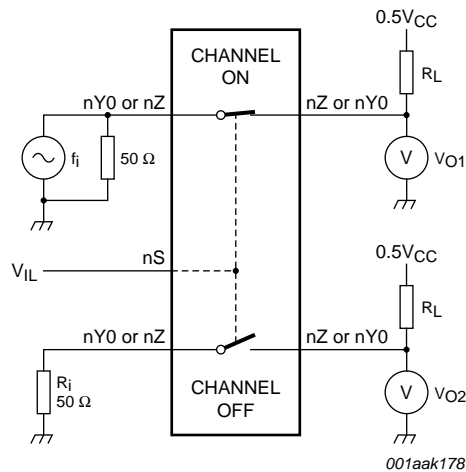 0.5VCC
CHANNEL
ON
RL
nY0 or nZ
nZ or nY0
fi
50 Ω
V
VO1
nS
VIL
0.5VCC
RL
nY0 or nZ
nZ or nY0
Ri
50 Ω
CHANNEL
OFF
V
VO2
001aak178